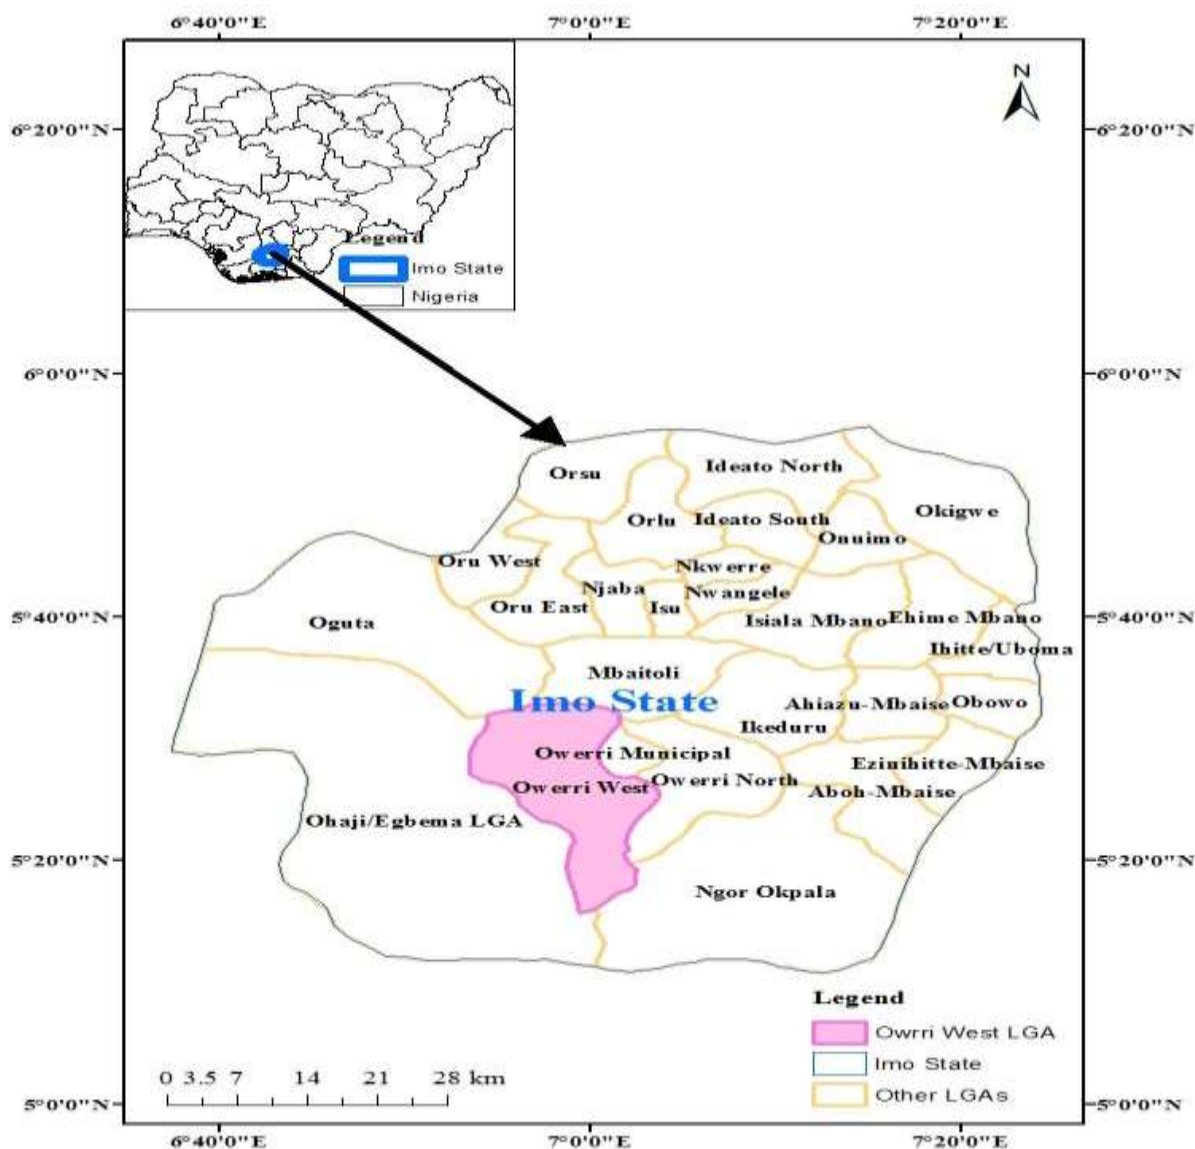 6°40'0"E 7°0'0"E 7°20'0"E
N
6°20'0"N 6°20'0"N
Legend
Imo State
Nigeria
6°0'0"N 6°0'0"N
Orsu
Ideato North
Okigwe
Orlu
Ideato South
Onuimo
Oru West
Nkwerre
Njaba
Nwangele
Oru East
Isu
5°40'0"N 5°40'0"N
Oguta
Isiala Mbano
Ehime Mbano
Ihitte/Uboma
Mbaitoli
Imo State
Ahiazu-Mbaise
Obowo
Ikeduru
Owerri Municipal
Ezinihitte-Mbaise
Owerri West
Owerri North
Aboh-Mbaise
Ohaji/Egbema LGA
5°20'0"N 5°20'0"N
Ngor Okpala
Legend
Owrri West LGA
Imo State
Other LGAs
0 3.5 7 14 21 28 km
5°0'0"N 5°0'0"N
6°40'0"E 7°0'0"E 7°20'0"E